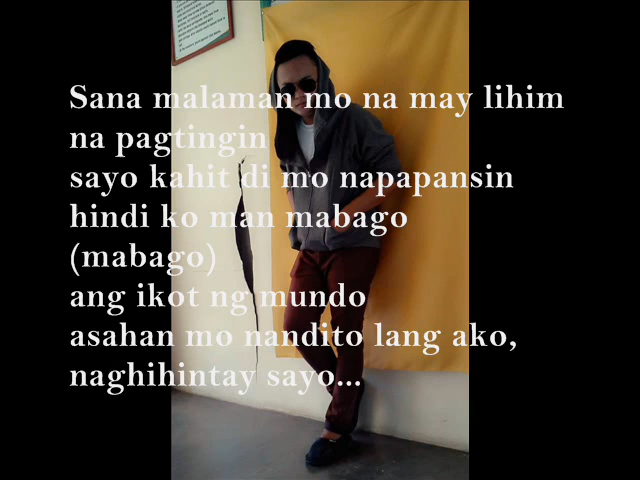 Sana malaman mo na may lihim
na pagtingin
sayo kahit di mo napapansin
hindi ko man mabago
(mabago)
ang ikot ng mundo
asahan mo nandito lang ako,
naghihintay sayo...